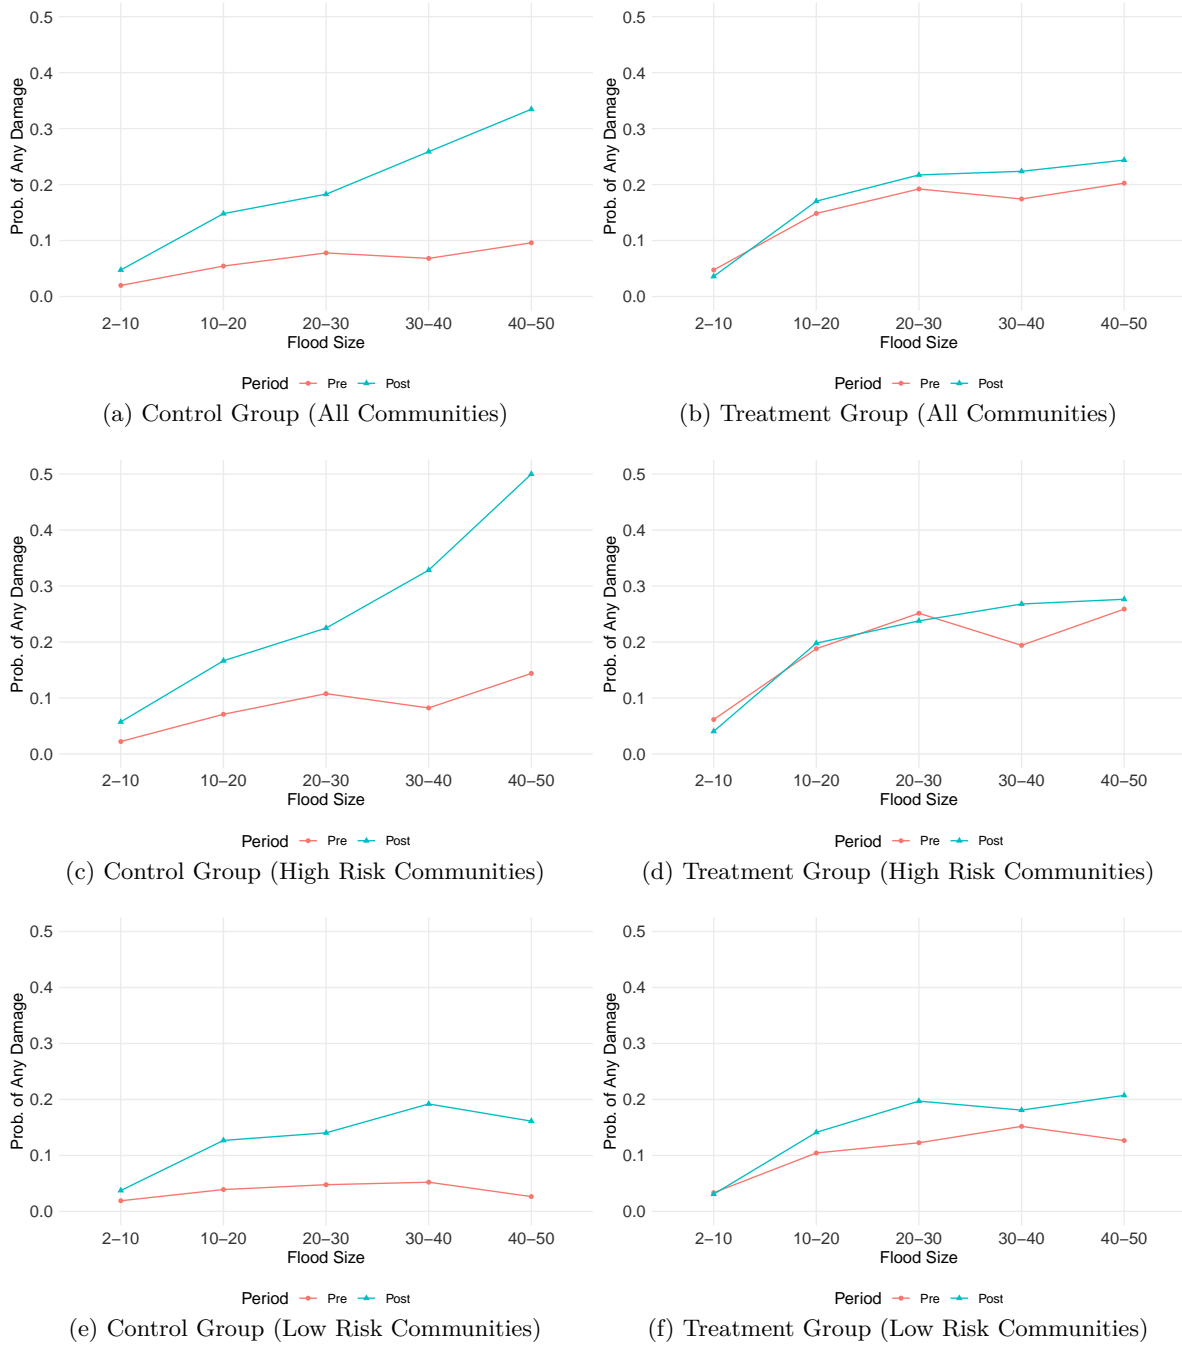 0.5
0.4
0.3
0.2
0.1
0.0
Prob. of Any Damage
2−10 10−20 20−30 30−40 40−50
Flood Size
Period Pre Post
(a) Control Group (All Communities)
0.5
0.4
0.3
0.2
0.1
0.0
Prob. of Any Damage
2−10 10−20 20−30 30−40 40−50
Flood Size
Period Pre Post
(b) Treatment Group (All Communities)
0.5
0.4
0.3
0.2
0.1
0.0
Prob. of Any Damage
2−10 10−20 20−30 30−40 40−50
Flood Size
Period Pre Post
(c) Control Group (High Risk Communities)
0.5
0.4
0.3
0.2
0.1
0.0
Prob. of Any Damage
2−10 10−20 20−30 30−40 40−50
Flood Size
Period Pre Post
(d) Treatment Group (High Risk Communities)
0.5
0.4
0.3
0.2
0.1
0.0
Prob. of Any Damage
2−10 10−20 20−30 30−40 40−50
Flood Size
Period Pre Post
(e) Control Group (Low Risk Communities)
0.5
0.4
0.3
0.2
0.1
0.0
Prob. of Any Damage
2−10 10−20 20−30 30−40 40−50
Flood Size
Period Pre Post
(f) Treatment Group (Low Risk Communities)